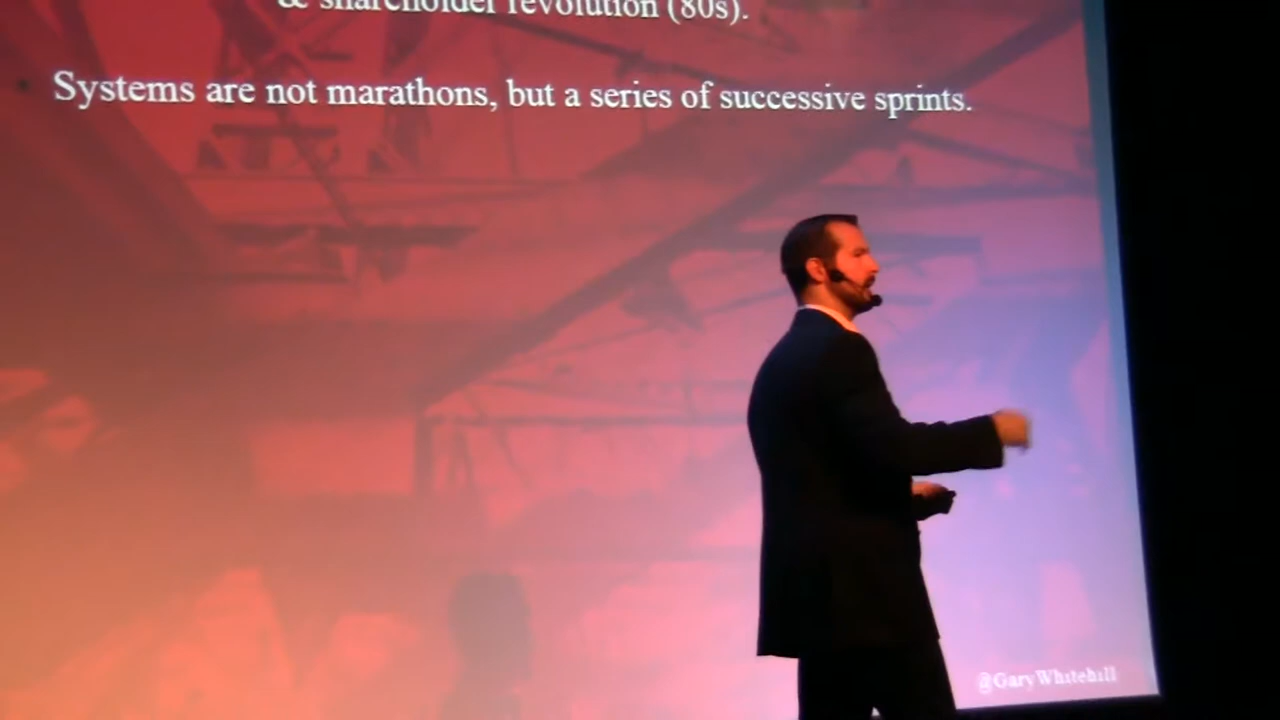 & shareholder revolution (80s).
Systems are not marathons, but a series of successive sprints.
@GaryWhitehill